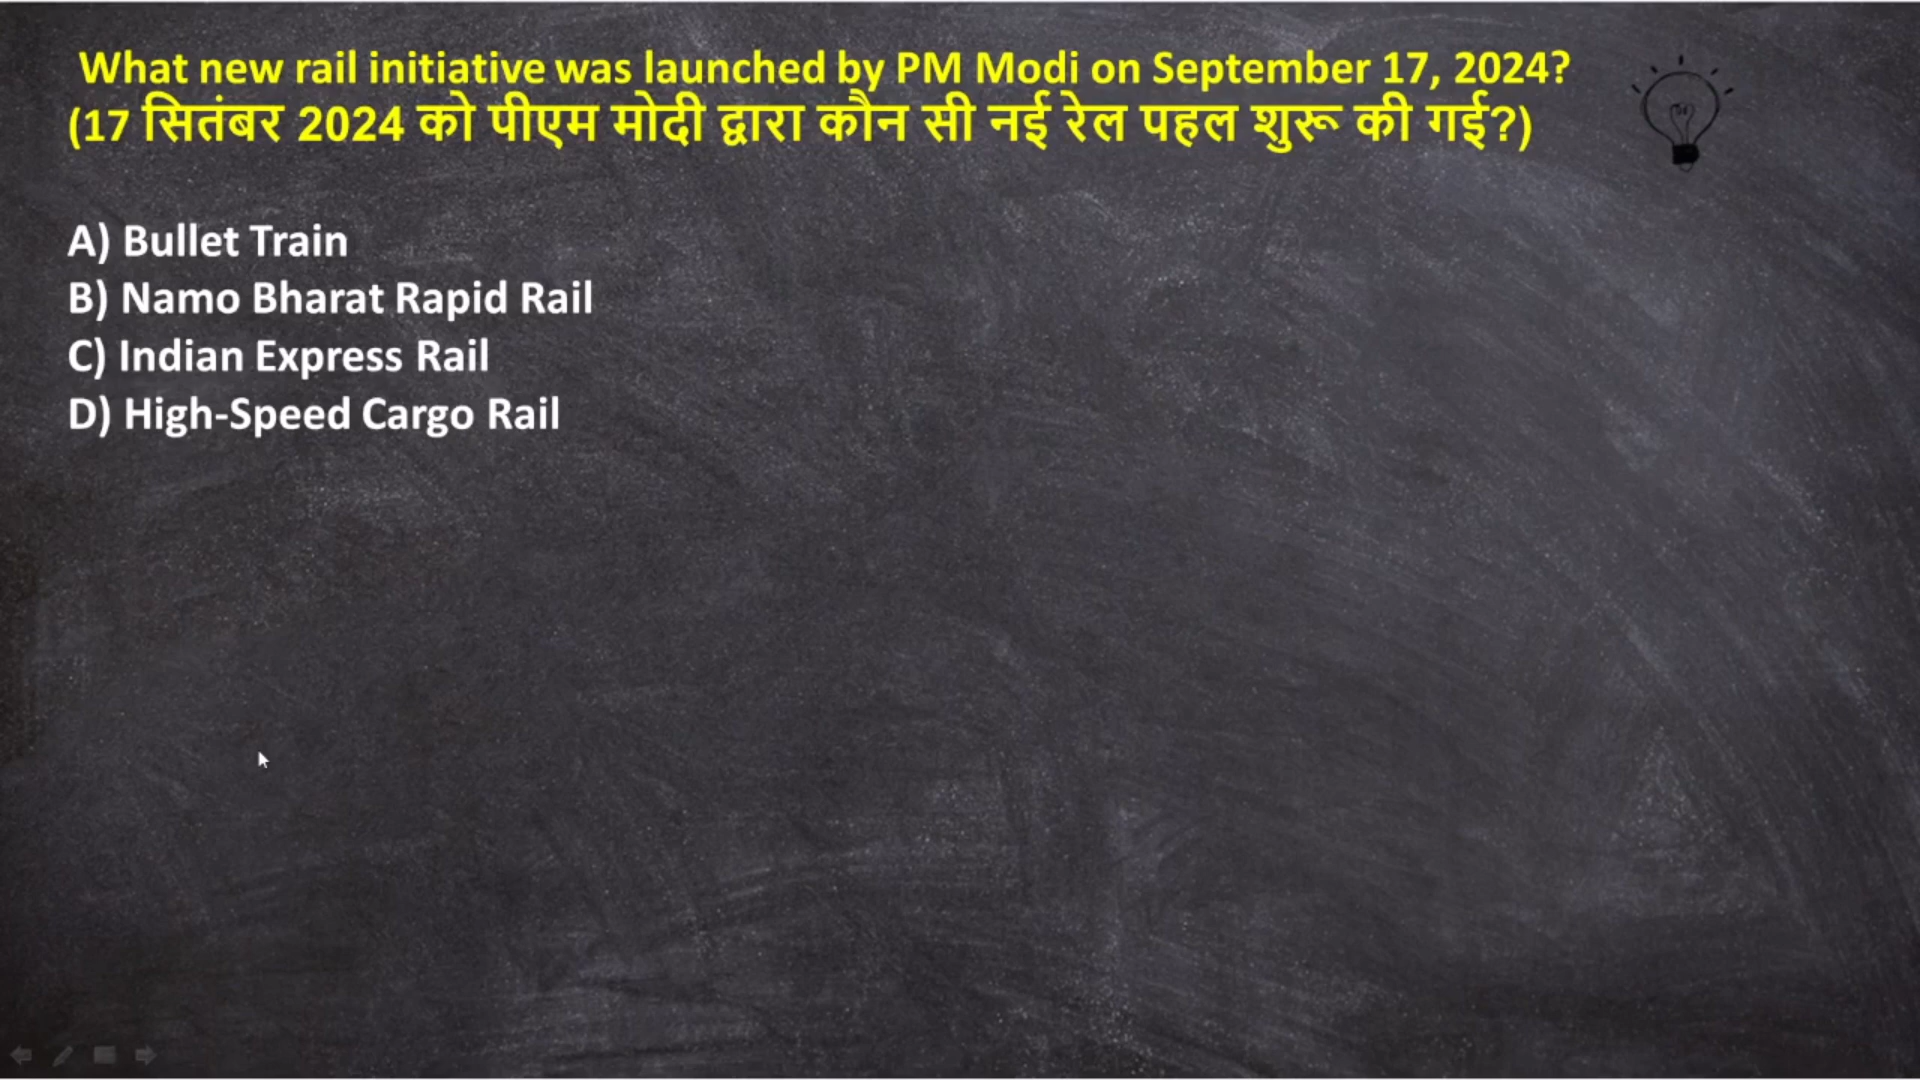 What new rail initiative was launched by PM Modi on September 17, 2024?
(17 सितंबर 2024 को पीएम मोदी द्वारा कौन सी नई रेल पहल शुरू की गई?)
A) Bullet Train
B) Namo Bharat Rapid Rail
C) Indian Express Rail
D) High-Speed Cargo Rail